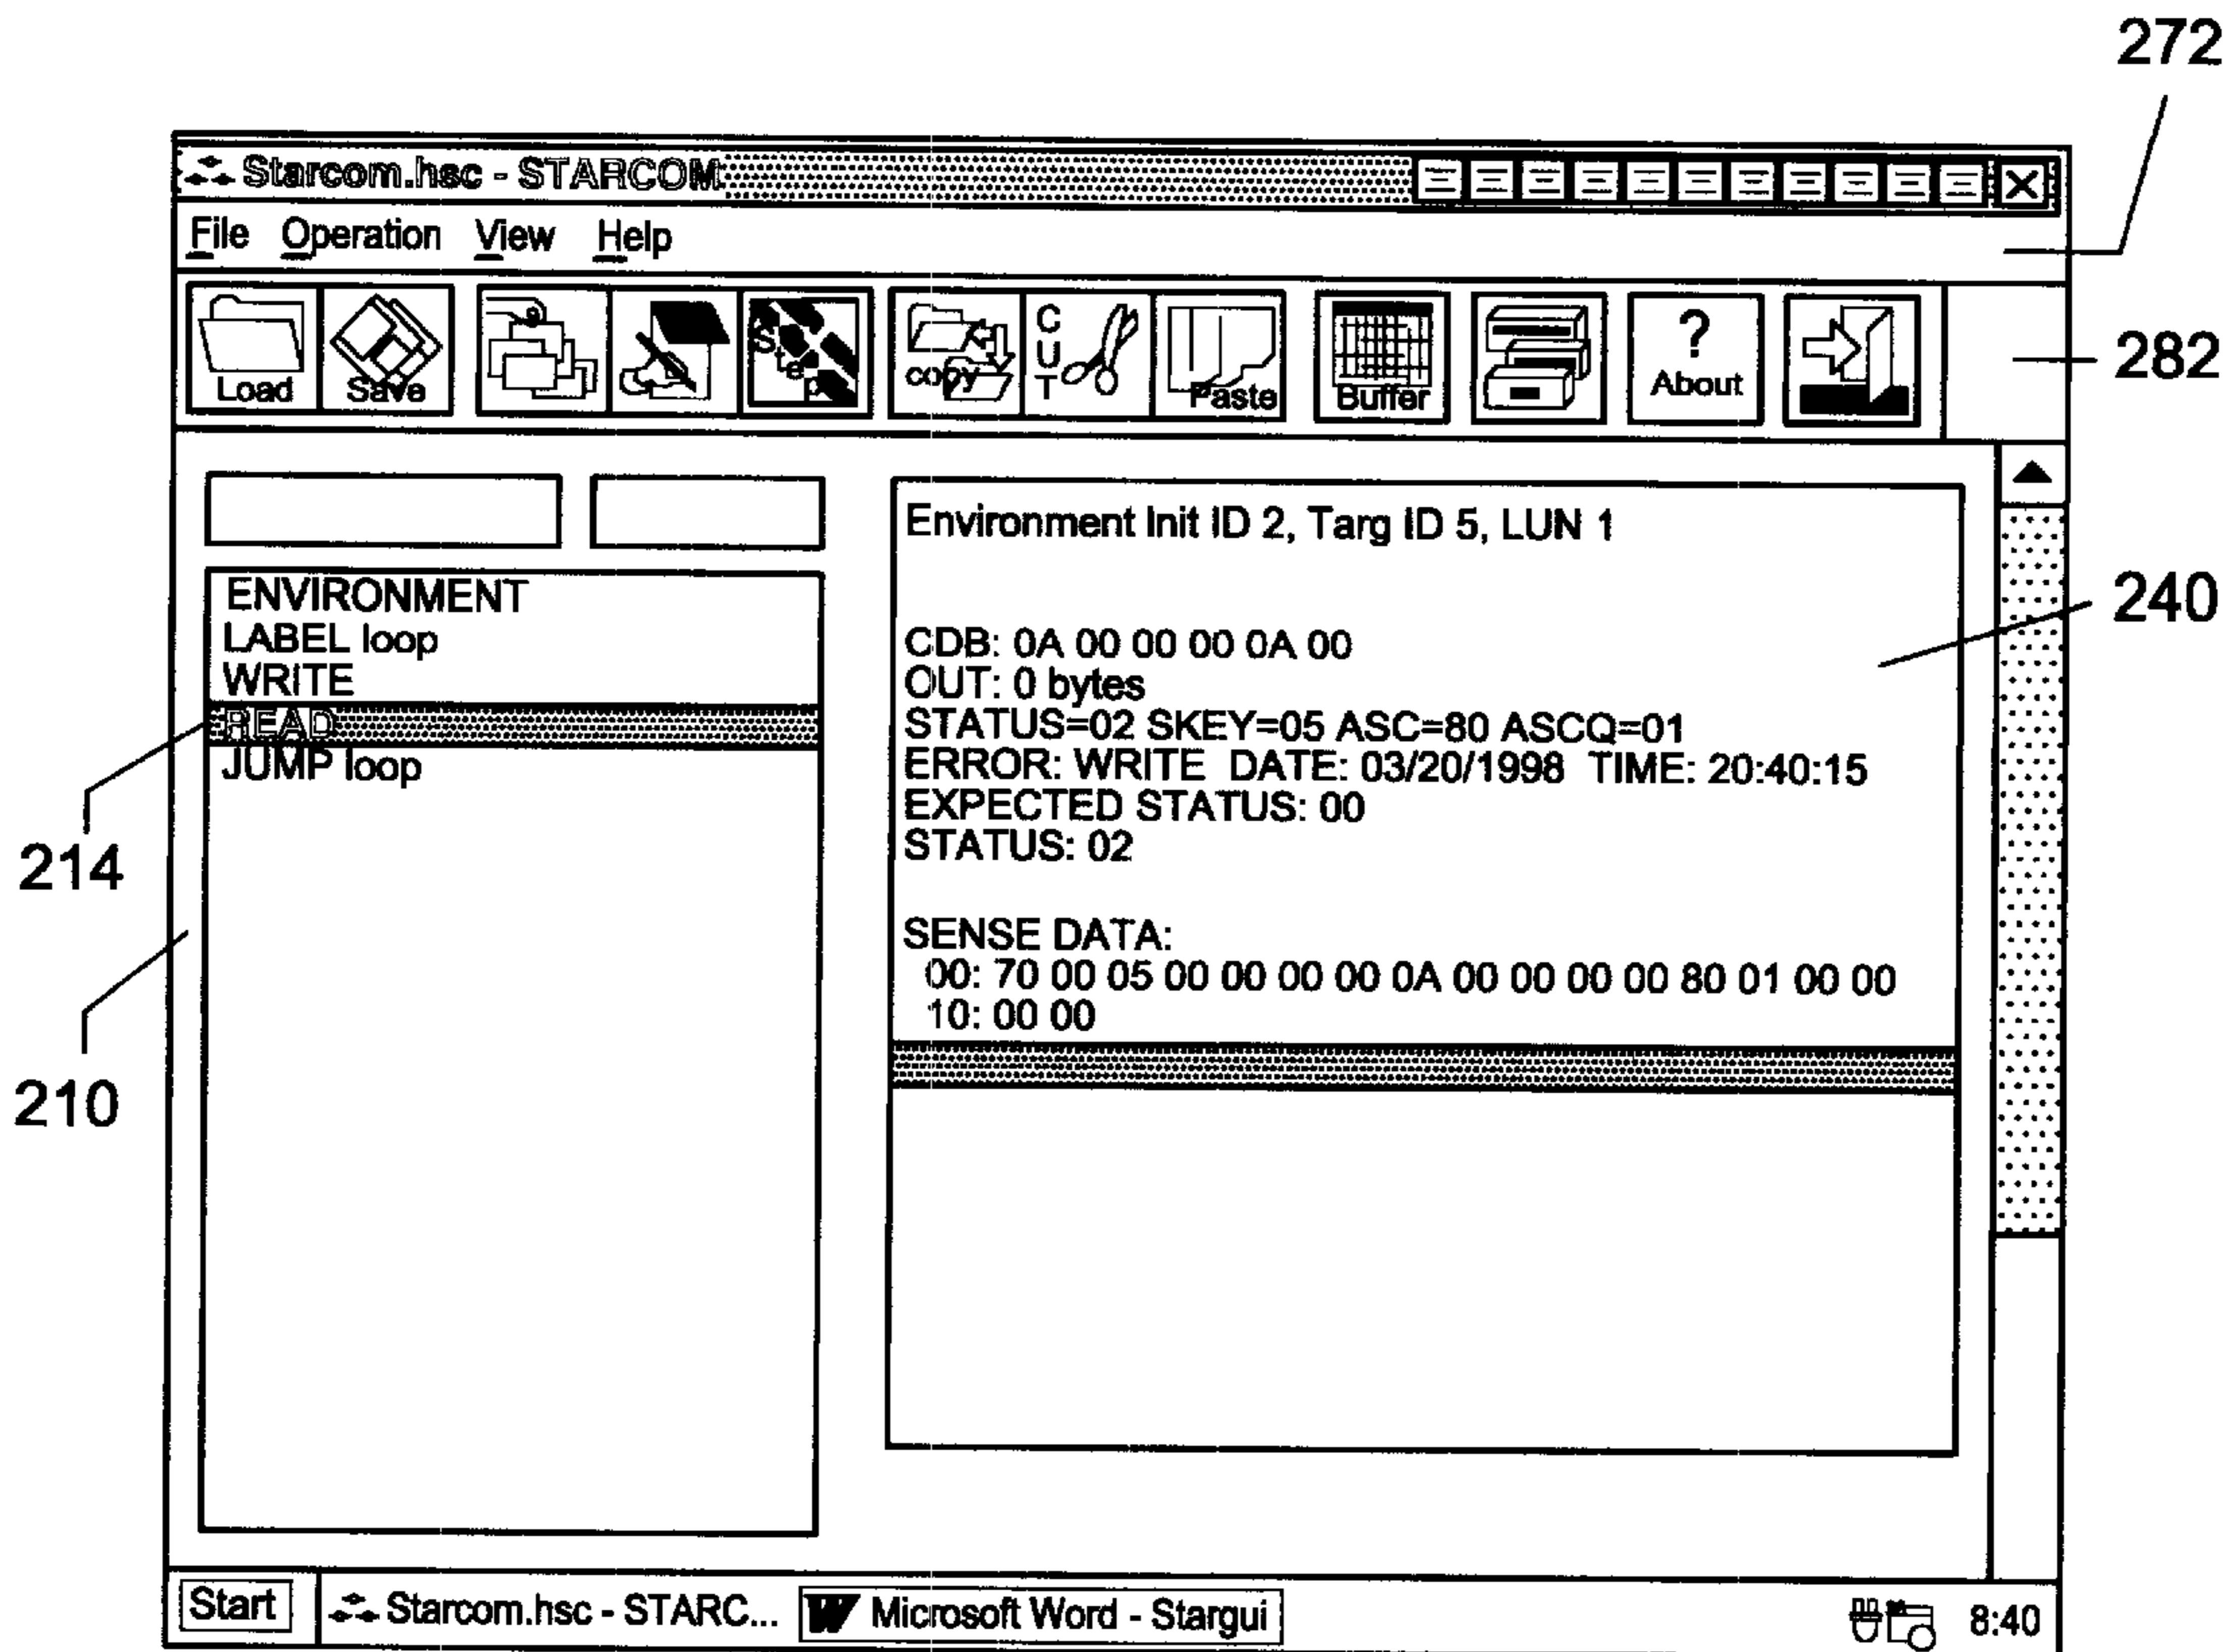 272
Starcom.hsc - STARCOM
File Operation View Help
Load Save Step copy CUT Paste Buffer ? About
282
Environment Init ID 2, Targ ID 5, LUN 1
ENVIRONMENT
LABEL loop
WRITE
READ
JUMP loop
240
CDB: 0A 00 00 00 0A 00
OUT: 0 bytes
STATUS=02 SKEY=05 ASC=80 ASCQ=01
ERROR: WRITE DATE: 03/20/1998 TIME: 20:40:15
EXPECTED STATUS: 00
STATUS: 02
214
SENSE DATA:
00: 70 00 05 00 00 00 00 0A 00 00 00 00 80 01 00 00
10: 00 00
210
Start Starcom.hsc - STARC... W Microsoft Word - Stargui 8:40